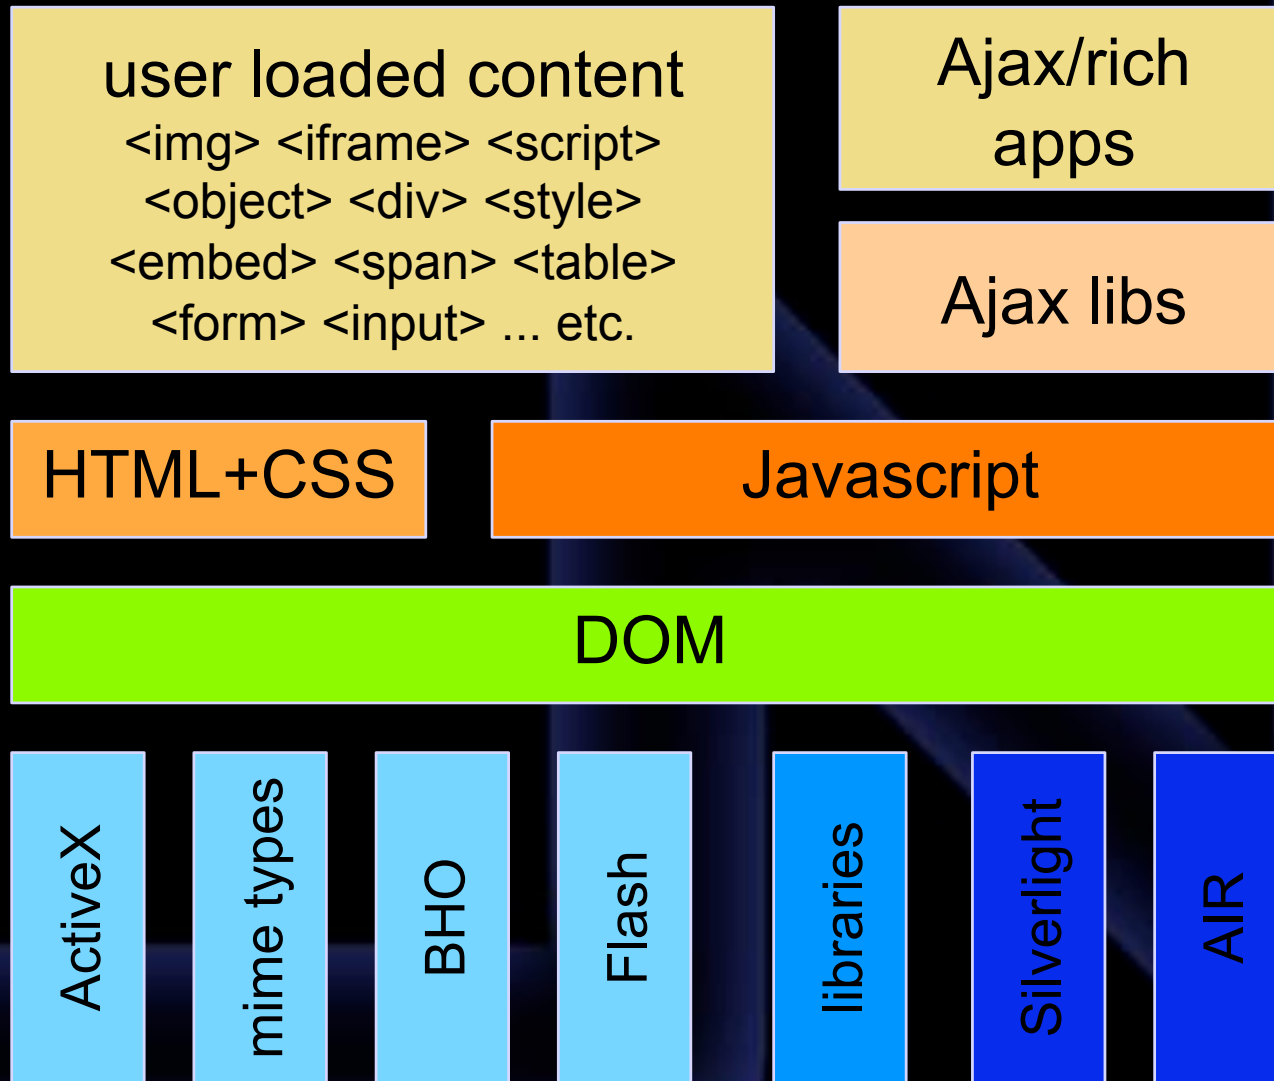 user loaded content
<img> <iframe> <script>
<object> <div> <style>
<embed> <span> <table>
<form> <input> ... etc.
Ajax/rich
apps
Ajax libs
HTML+CSS
Javascript
DOM
ActiveX
mime types
BHO
Flash
libraries
Silverlight
AIR